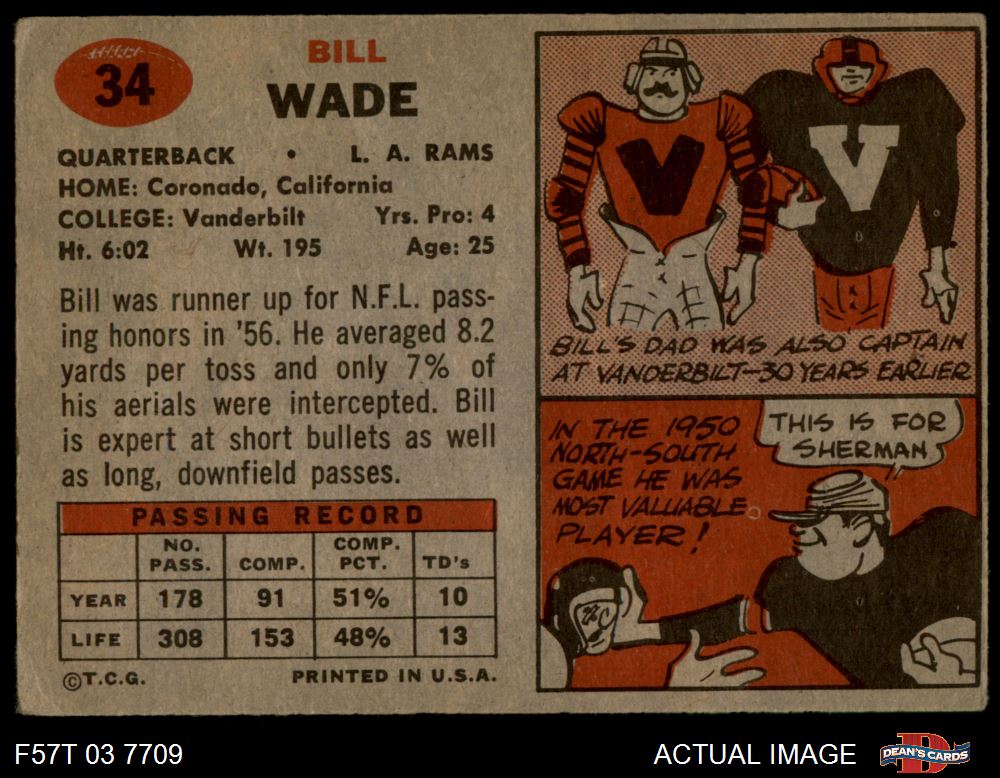 34
BILL
WADE
QUARTERBACK • L. A. RAMS
HOME: Coronado, California
COLLEGE: Vanderbilt Yrs. Pro: 4
Ht. 6:02 Wt. 195 Age: 25
Bill was runner up for N.F.L. pass-
ing honors in '56. He averaged 8.2
yards per toss and only 7% of
his aerials were intercepted. Bill
is expert at short bullets as well
as long, downfield passes.
PASSING RECORD
NO. PASS. COMP. COMP. PCT. TD's
YEAR 178 91 51% 10
LIFE 308 153 48% 13
©T.C.G. PRINTED IN U.S.A.
V
V
BILL'S DAD WAS ALSO CAPTAIN
AT VANDERBILT—30 YEARS EARLIER
IN THE 1950
NORTH-SOUTH
GAME HE WAS
MOST VALUABLE
PLAYER!
THIS IS FOR
SHERMAN
F57T 03 7709
ACTUAL IMAGE
D
DEAN'S CARDS